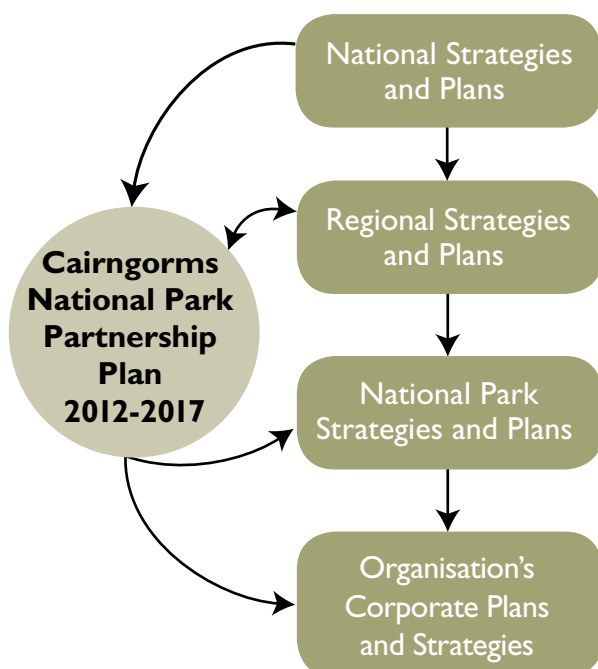 National Strategies
and Plans
Regional Strategies
and Plans
Cairngorms
National Park
Partnership
Plan
2012-2017
National Park
Strategies and Plans
Organisation’s
Corporate Plans
and Strategies